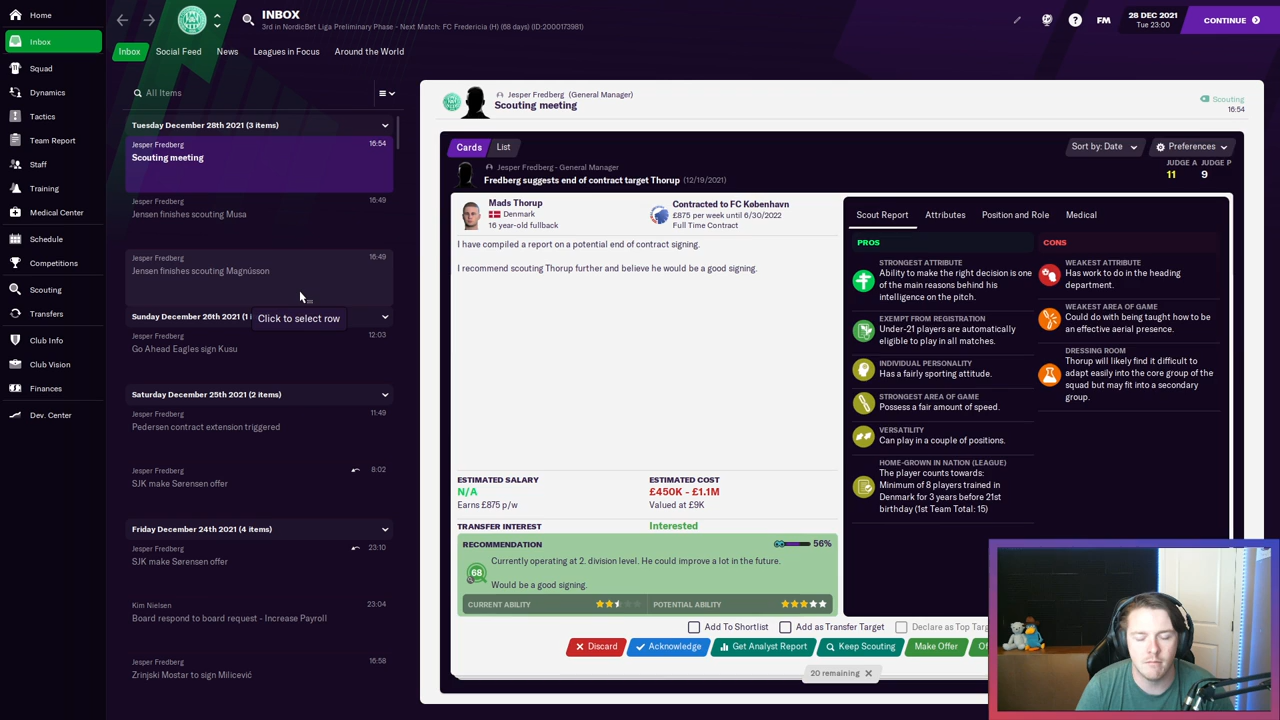 Home
Inbox
Squad
Dynamics
Tactics
Team Report
Staff
Training
Medical Center
Schedule
Competitions
Scouting
Transfers
Club Info
Club Vision
Finances
Dev. Center
INBOX
3rd in NordicBet Liga Preliminary Phase - Next Match: FC Fredericia (H) (68 days) (ID:2000173981)
FM
28 DEC 2021
Tue 23:00
CONTINUE
Inbox
Social Feed
News
Leagues in Focus
Around the World
All Items
Tuesday December 28th 2021 (3 items)
Jesper Fredberg 16:54
Scouting meeting
Jesper Fredberg 16:49
Jensen finishes scouting Musa
Jesper Fredberg 16:49
Jensen finishes scouting Magnússon
Sunday December 26th 2021 (1 i
Click to select row
Jesper Fredberg 12:03
Go Ahead Eagles sign Kusu
Saturday December 25th 2021 (2 items)
Jesper Fredberg 11:49
Pedersen contract extension triggered
Jesper Fredberg 8:02
SJK make Sørensen offer
Friday December 24th 2021 (4 items)
Jesper Fredberg 23:10
SJK make Sørensen offer
Kim Nielsen 23:04
Board respond to board request - Increase Payroll
Jesper Fredberg 16:58
Zrinjski Mostar to sign Milicević
Jesper Fredberg (General Manager)
Scouting meeting
Scouting
16:54
Cards
List
Sort by: Date
Preferences
Jesper Fredberg - General Manager
Fredberg suggests end of contract target Thorup (12/19/2021)
JUDGE A JUDGE P
11 9
Mads Thorup
Denmark
16 year-old fullback
Contracted to FC København
£875 per week until 6/30/2022
Full Time Contract
I have compiled a report on a potential end of contract signing.
I recommend scouting Thorup further and believe he would be a good signing.
ESTIMATED SALARY
N/A
Earns £875 p/w
ESTIMATED COST
£450K - £1.1M
Valued at £9K
TRANSFER INTEREST
Interested
RECOMMENDATION
56%
68
Currently operating at 2. division level. He could improve a lot in the future.
Would be a good signing.
CURRENT ABILITY
POTENTIAL ABILITY
Scout Report
Attributes
Position and Role
Medical
PROS
STRONGEST ATTRIBUTE
Ability to make the right decision is one
of the main reasons behind his
intelligence on the pitch.
EXEMPT FROM REGISTRATION
Under-21 players are automatically
eligible to play in all matches.
INDIVIDUAL PERSONALITY
Has a fairly sporting attitude.
STRONGEST AREA OF GAME
Possess a fair amount of speed.
VERSATILITY
Can play in a couple of positions.
HOME-GROWN IN NATION (LEAGUE)
The player counts towards:
Minimum of 8 players trained in
Denmark for 3 years before 21st
birthday (1st Team Total: 15)
CONS
WEAKEST ATTRIBUTE
Has work to do in the heading
department.
WEAKEST AREA OF GAME
Could do with being taught how to be
an effective aerial presence.
DRESSING ROOM
Thorup will likely find it difficult to
adapt easily into the core group of the
squad but may fit into a secondary
group.
Add To Shortlist
Add as Transfer Target
Declare as Top Targ
Discard
Acknowledge
Get Analyst Report
Keep Scouting
Make Offer
Of
20 remaining